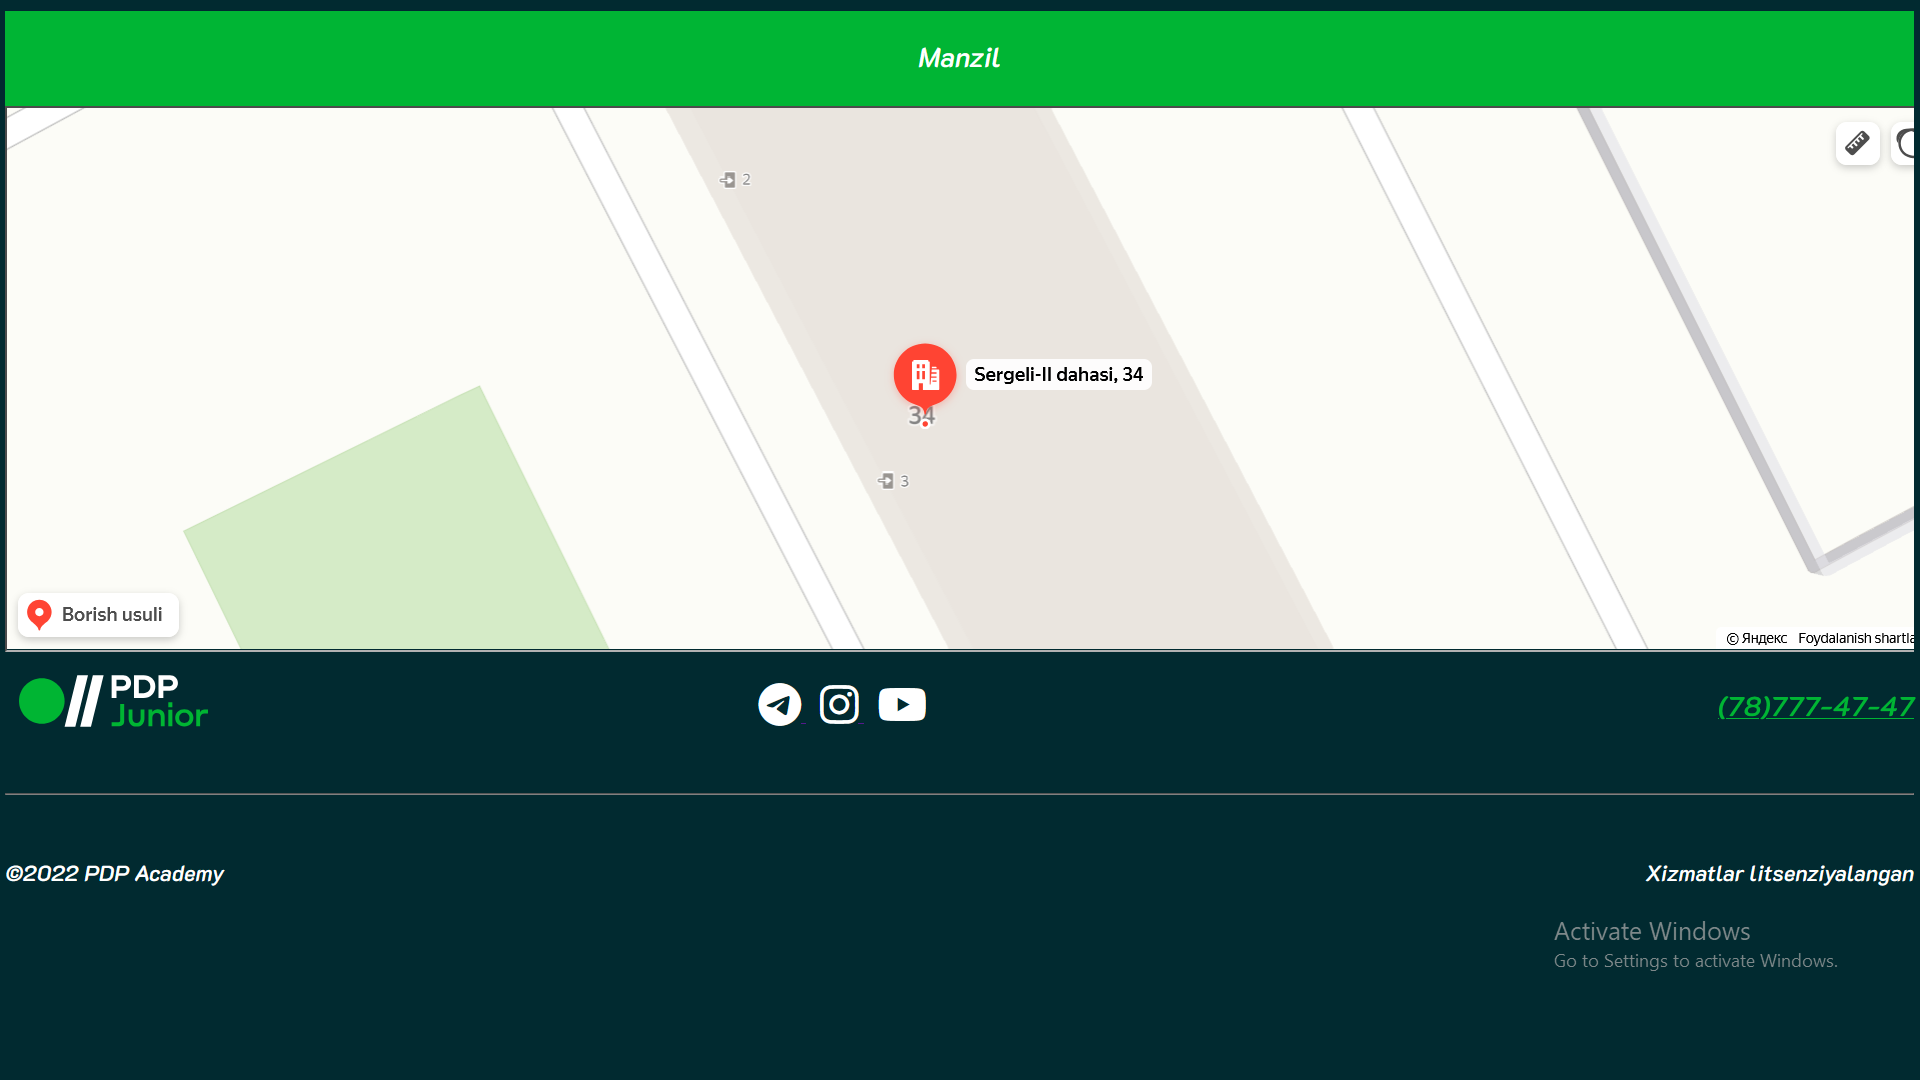 Manzil
2
Sergeli-II dahasi, 34
34
3
Borish usuli
© Яндекс Foydalanish shartla
PDP
Junior
(78)777-47-47
©2022 PDP Academy
Xizmatlar litsenziyalangan
Activate Windows
Go to Settings to activate Windows.